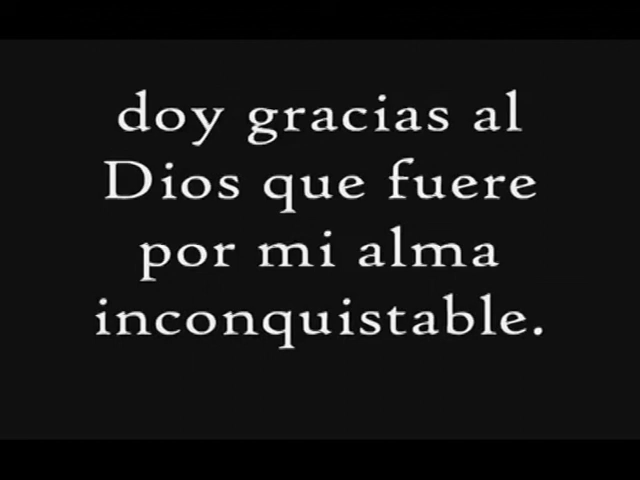 doy gracias al
Dios que fuere
por mi alma
inconquistable.